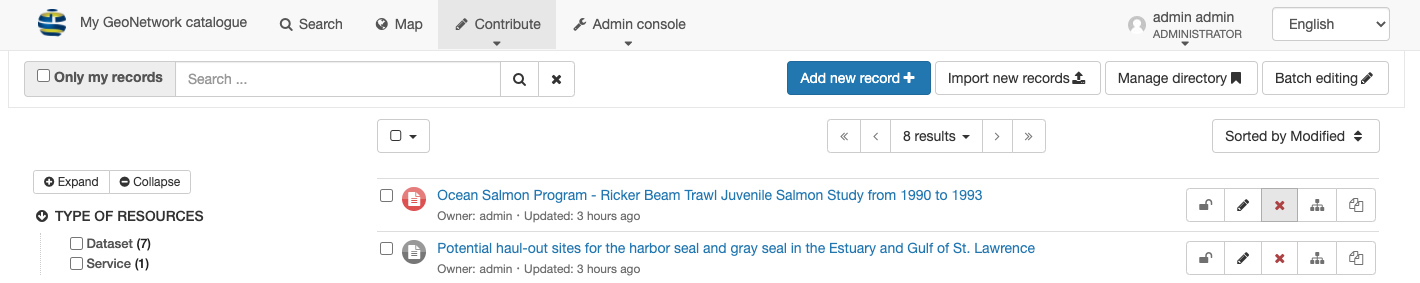 My GeoNetwork catalogue Search Map Contribute Admin console admin admin English
ADMINISTRATOR
Only my records Search ... Add new record Import new records Manage directory Batch editing
« ‹ 8 results › » Sorted by Modified
Expand Collapse
Ocean Salmon Program - Ricker Beam Trawl Juvenile Salmon Study from 1990 to 1993
Owner: admin · Updated: 3 hours ago
TYPE OF RESOURCES
Dataset (7)
Service (1)
Potential haul-out sites for the harbor seal and gray seal in the Estuary and Gulf of St. Lawrence
Owner: admin · Updated: 3 hours ago